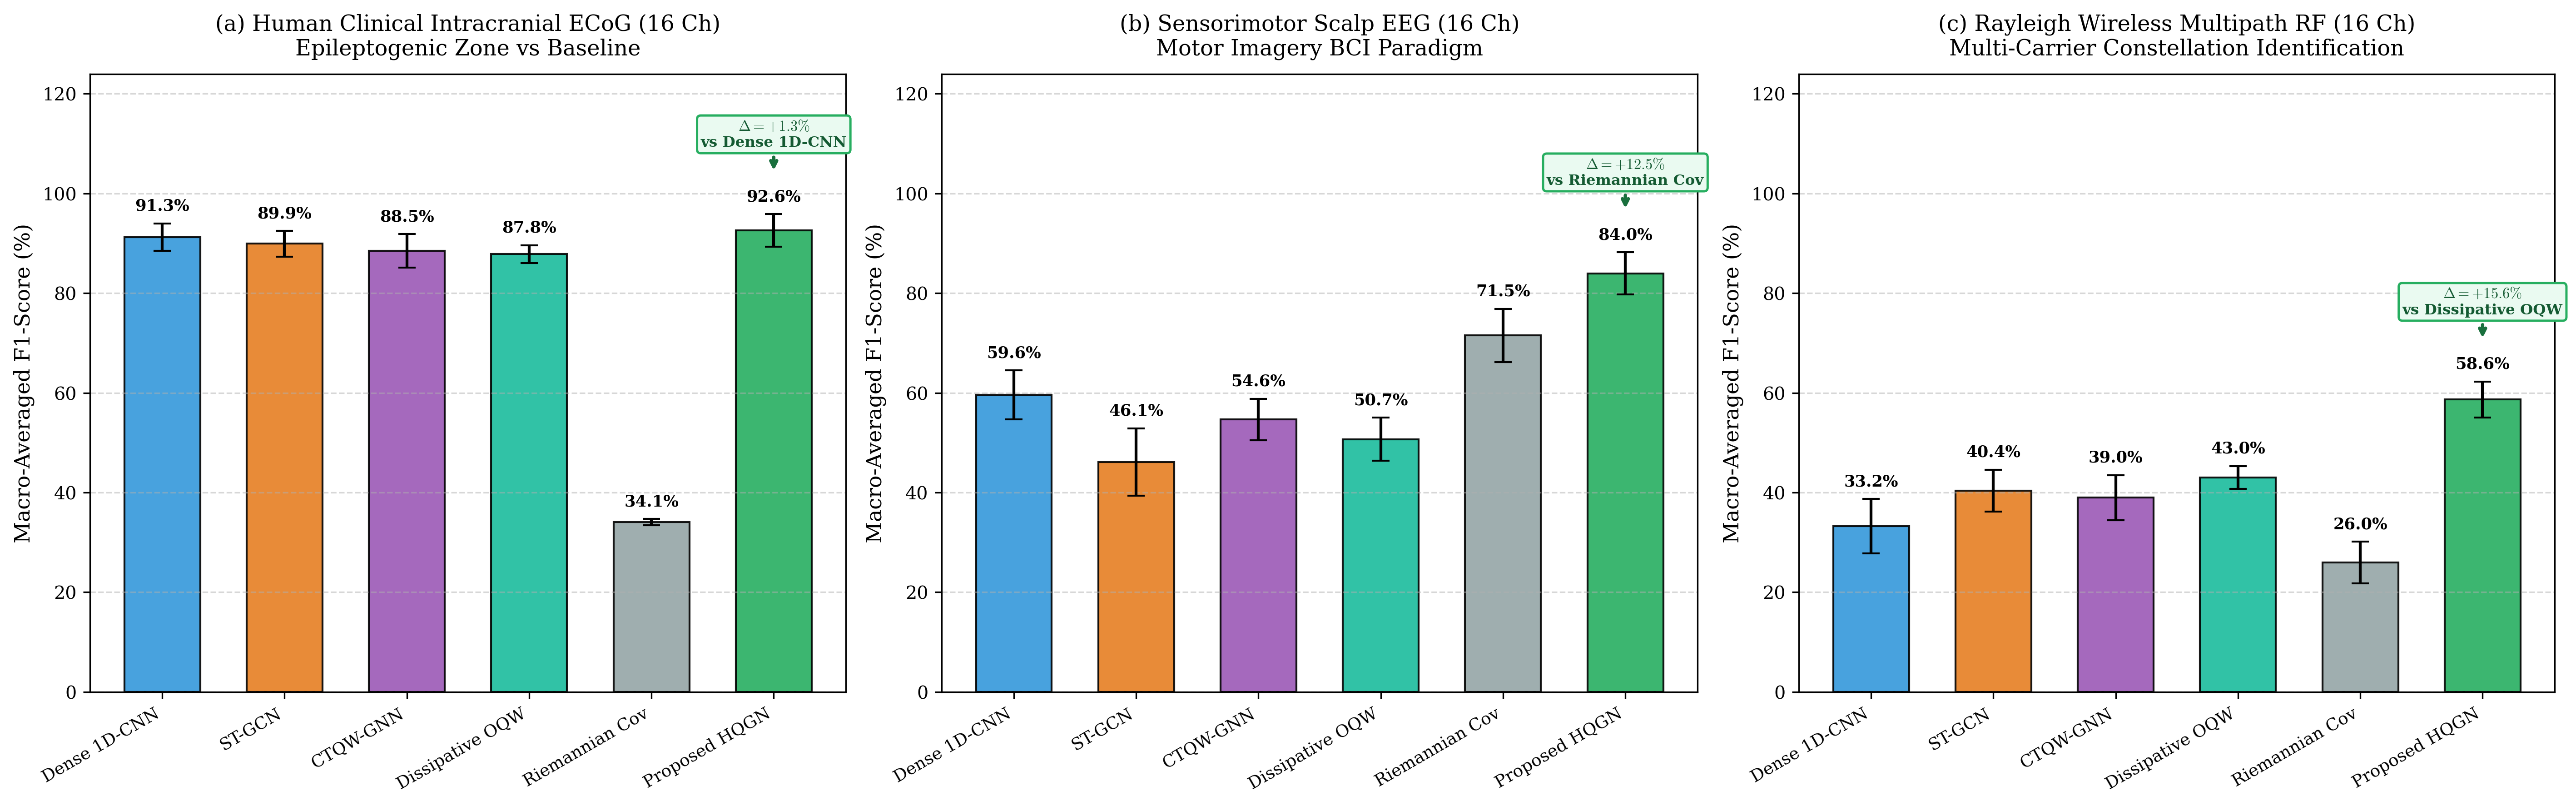 (a) Human Clinical Intracranial ECoG (16 Ch)
Epileptogenic Zone vs Baseline
Macro-Averaged F1-Score (%)
120
100
80
60
40
20
0
Δ = +1.3%
vs Dense 1D-CNN
91.3%
89.9%
88.5%
87.8%
34.1%
92.6%
Dense 1D-CNN
ST-GCN
CTQW-GNN
Dissipative OQW
Riemannian Cov
Proposed HQGN
(b) Sensorimotor Scalp EEG (16 Ch)
Motor Imagery BCI Paradigm
Macro-Averaged F1-Score (%)
120
100
80
60
40
20
0
Δ = +12.5%
vs Riemannian Cov
59.6%
46.1%
54.6%
50.7%
71.5%
84.0%
Dense 1D-CNN
ST-GCN
CTQW-GNN
Dissipative OQW
Riemannian Cov
Proposed HQGN
(c) Rayleigh Wireless Multipath RF (16 Ch)
Multi-Carrier Constellation Identification
Macro-Averaged F1-Score (%)
120
100
80
60
40
20
0
Δ = +15.6%
vs Dissipative OQW
33.2%
40.4%
39.0%
43.0%
26.0%
58.6%
Dense 1D-CNN
ST-GCN
CTQW-GNN
Dissipative OQW
Riemannian Cov
Proposed HQGN